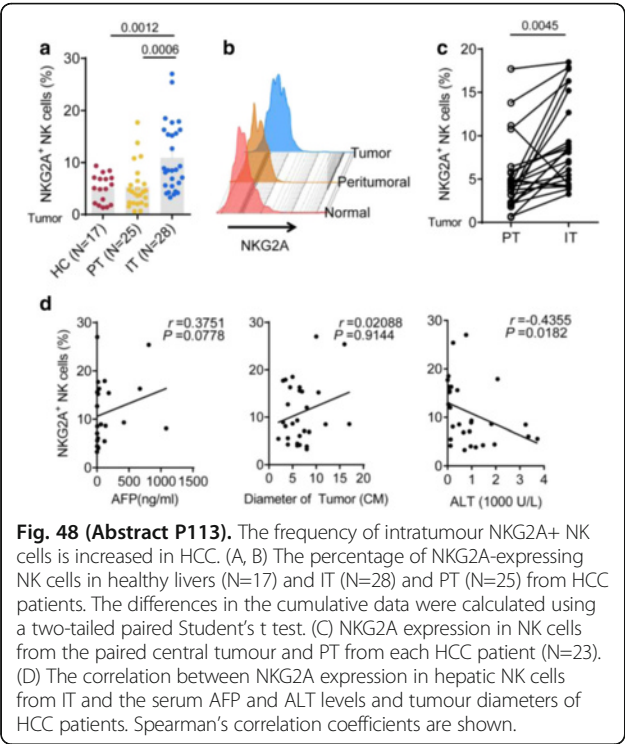 a
0.0012
0.0006
NKG2A⁺ NK cells (%)
30
20
10
0
Tumor
HC (N=17)
PT (N=25)
IT (N=28)
b
Tumor
Peritumoral
Normal
NKG2A
c
0.0045
NKG2A⁺ NK cells (%)
20
15
10
5
0
Tumor
PT
IT
d
NKG2A⁺ NK cells (%)
30
20
10
0
r =0.3751
P =0.0778
0 500 1000 1500
AFP(ng/ml)
30
20
10
0
r =0.02088
P =0.9144
0 5 10 15 20
Diameter of Tumor (CM)
30
20
10
0
r =-0.4355
P =0.0182
0 1 2 3 4
ALT (1000 U/L)
Fig. 48 (Abstract P113). The frequency of intratumour NKG2A+ NK
cells is increased in HCC. (A, B) The percentage of NKG2A-expressing
NK cells in healthy livers (N=17) and IT (N=28) and PT (N=25) from HCC
patients. The differences in the cumulative data were calculated using
a two-tailed paired Student's t test. (C) NKG2A expression in NK cells
from the paired central tumour and PT from each HCC patient (N=23).
(D) The correlation between NKG2A expression in hepatic NK cells
from IT and the serum AFP and ALT levels and tumour diameters of
HCC patients. Spearman's correlation coefficients are shown.